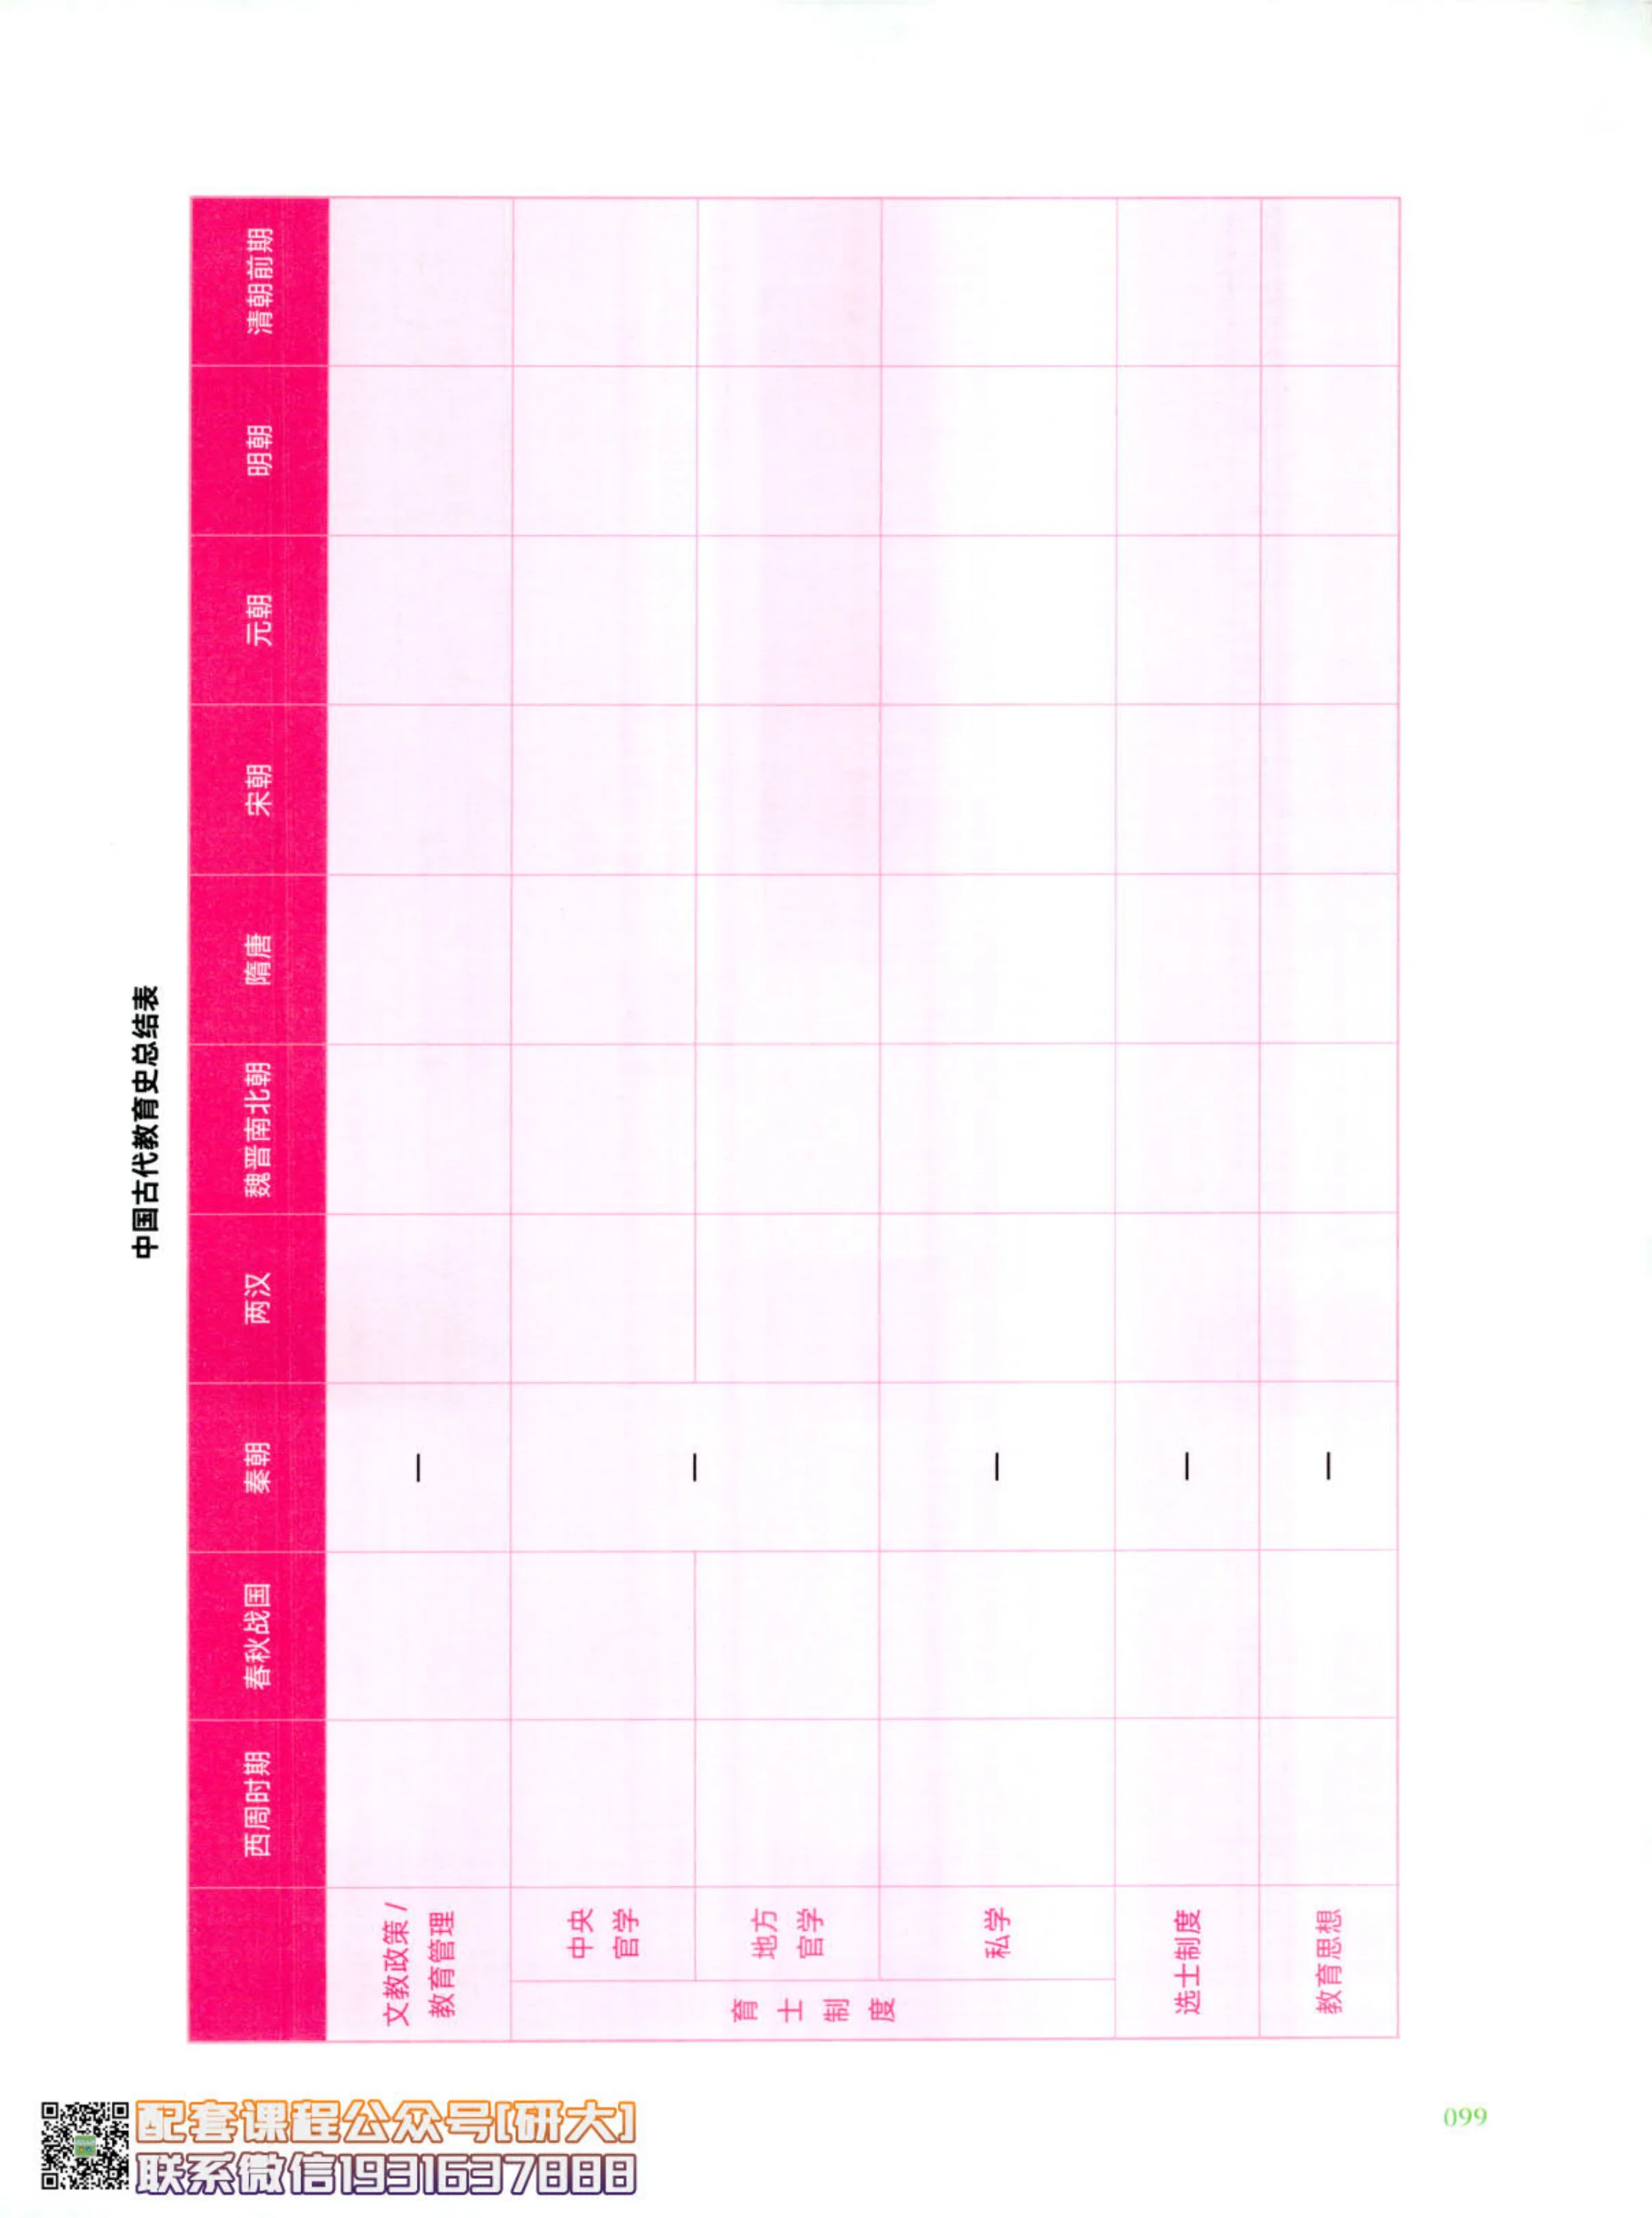 中国古代教育史总结表
西周时期 春秋战国 秦朝 两汉 魏晋南北朝 隋唐 宋朝 元朝 明朝 清朝前期
文教政策/
教育管理
—
育士制度
中央
官学
地方
官学
—
私学
—
选士制度
—
教育思想
—
配套课程公众号[研大]
联系微信1931637888
099